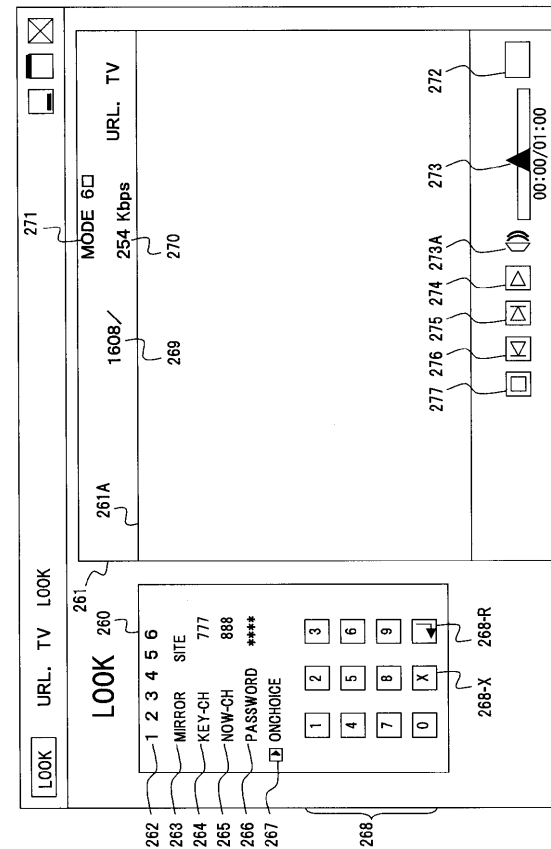 LOOK URL. TV LOOK
271
261
261A
MODE 6□
1608/ 254 Kbps URL. TV
269 270
LOOK
260
262 1 2 3 4 5 6
263 MIRROR SITE
264 KEY-CH 777
265 NOW-CH 888
266 PASSWORD ****
267 ONCHOICE
268
1 2 3
4 5 6
7 8 9
0 X
268-X 268-R
277 276 275 274 273A 273 272
00:00/01:00